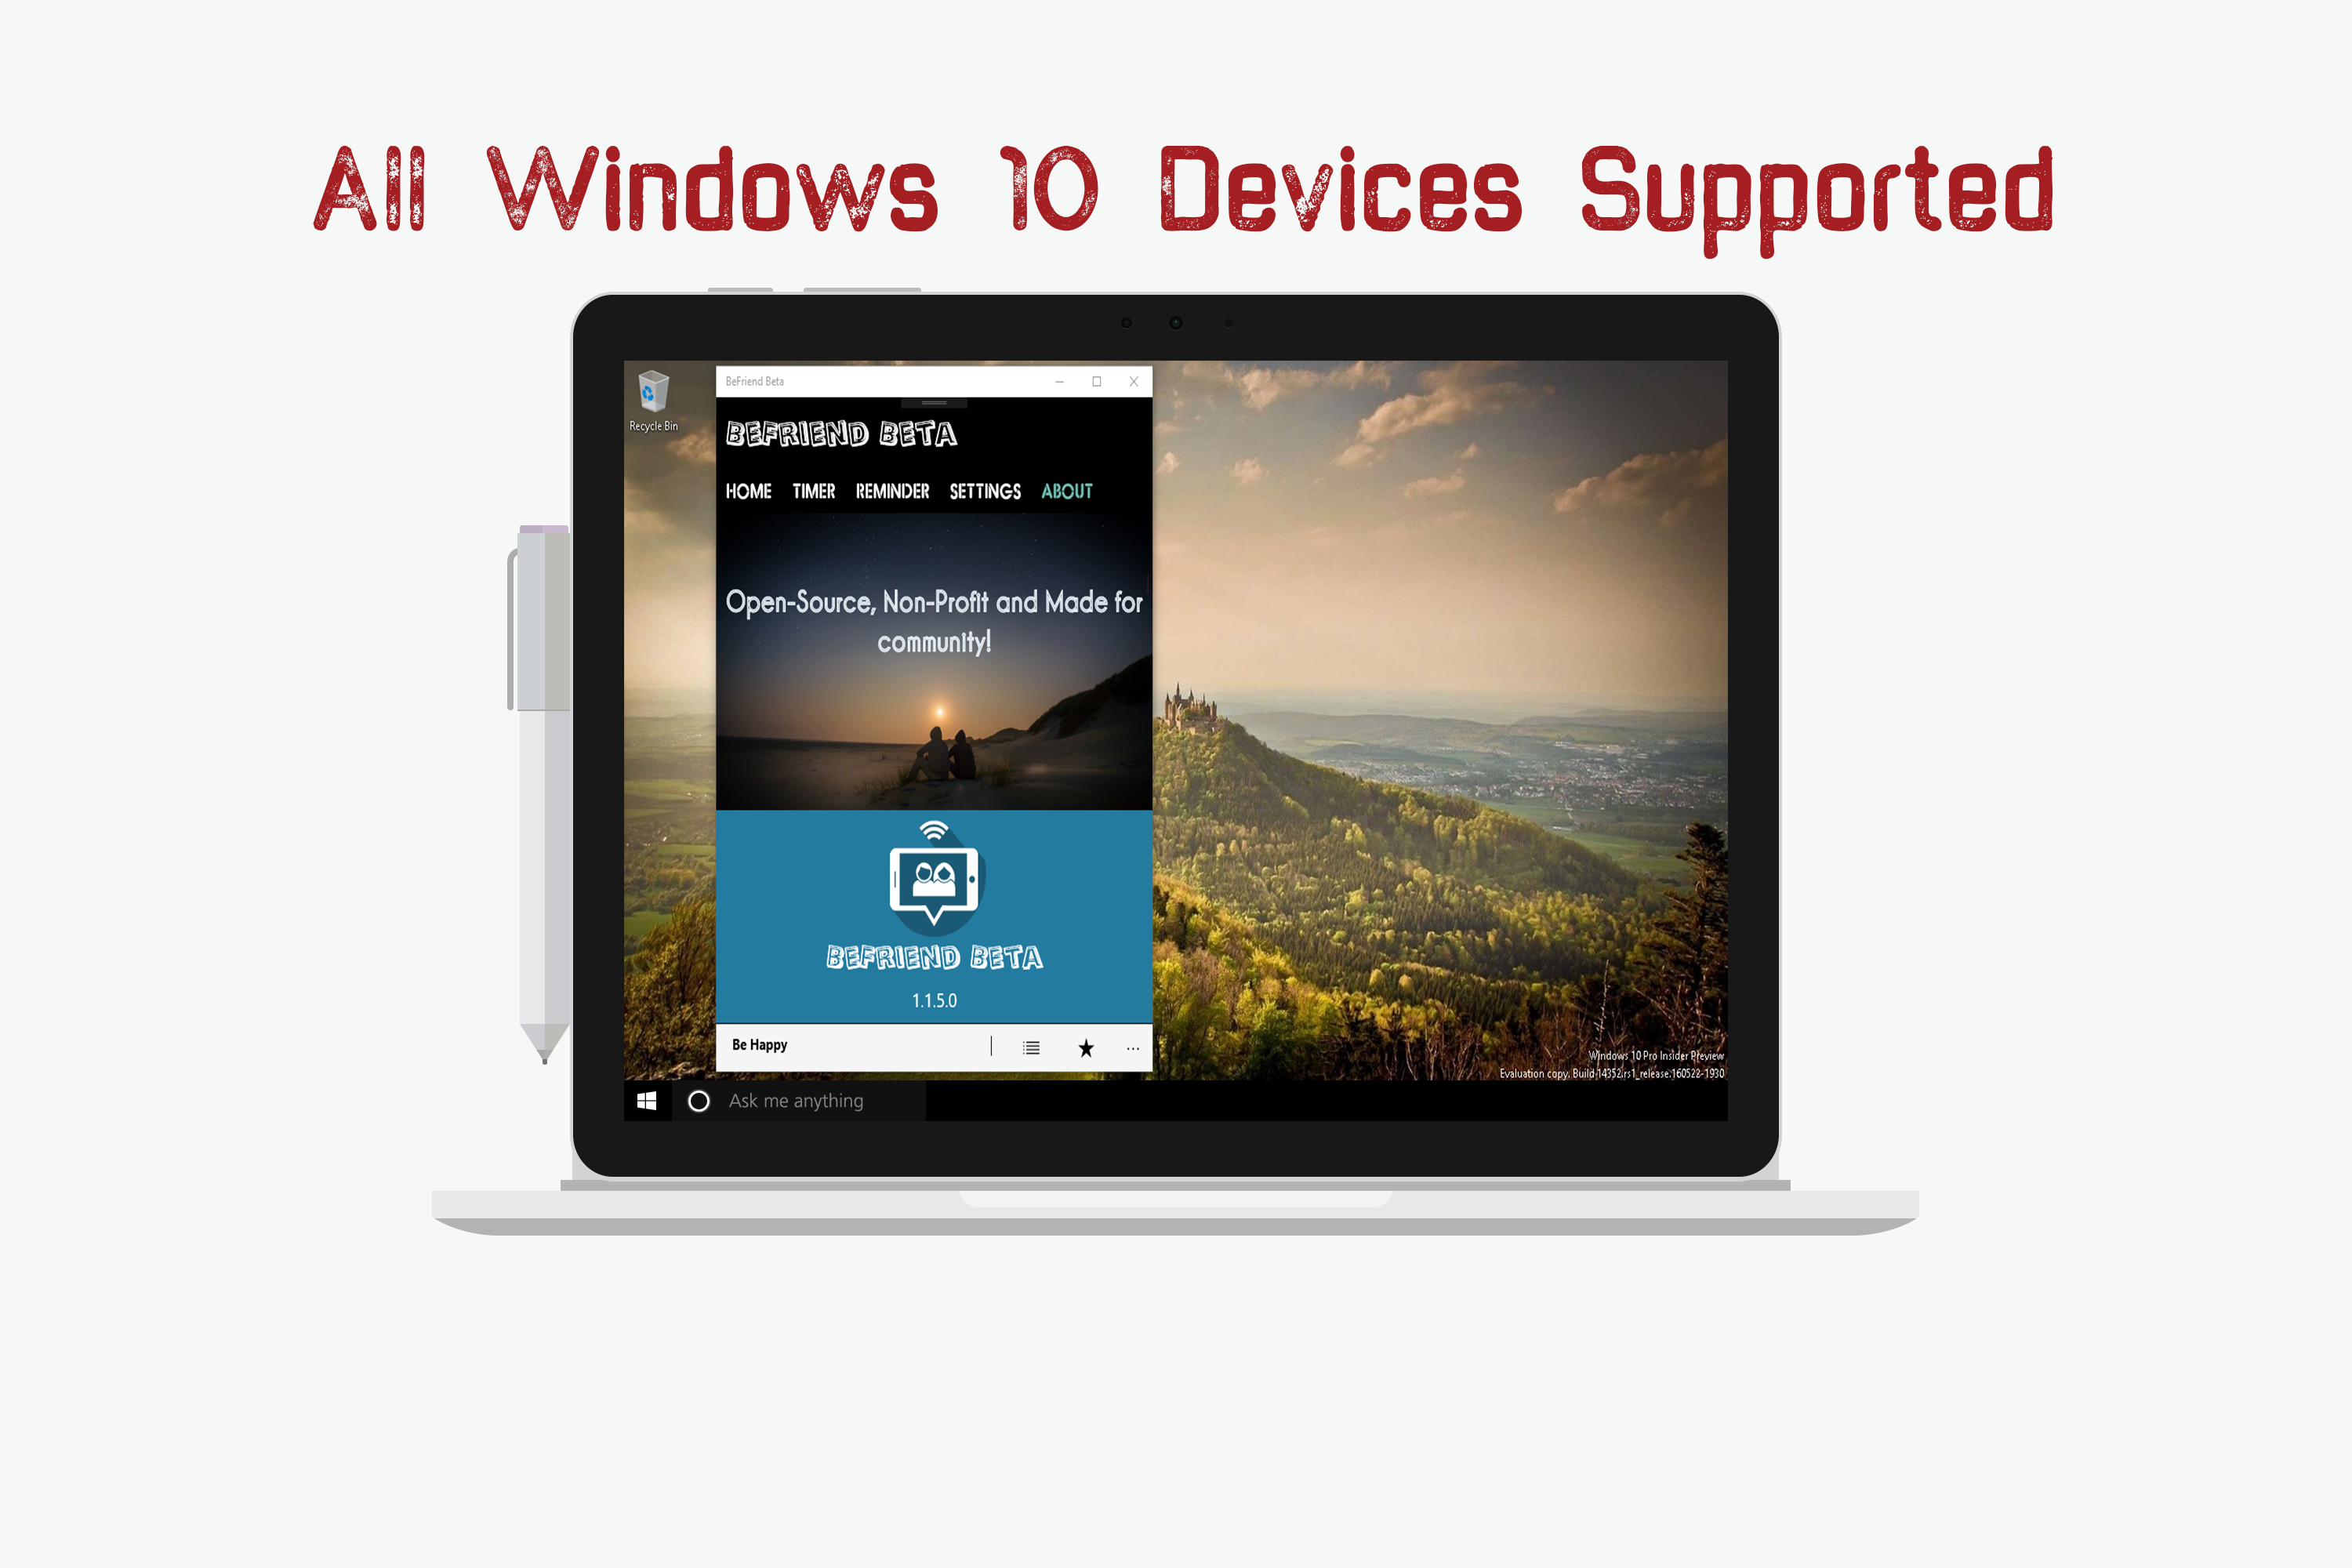 All Windows 10 Devices Supported
Recycle Bin
BeFriend Beta
BEFRIEND BETA
HOME TIMER REMINDER SETTINGS ABOUT
Open-Source, Non-Profit and Made for
community!
BEFRIEND BETA
1.1.5.0
Be Happy
Windows 10 Pro Insider Preview
Evaluation copy. Build 14352.rs1_release.160522-1930
Ask me anything